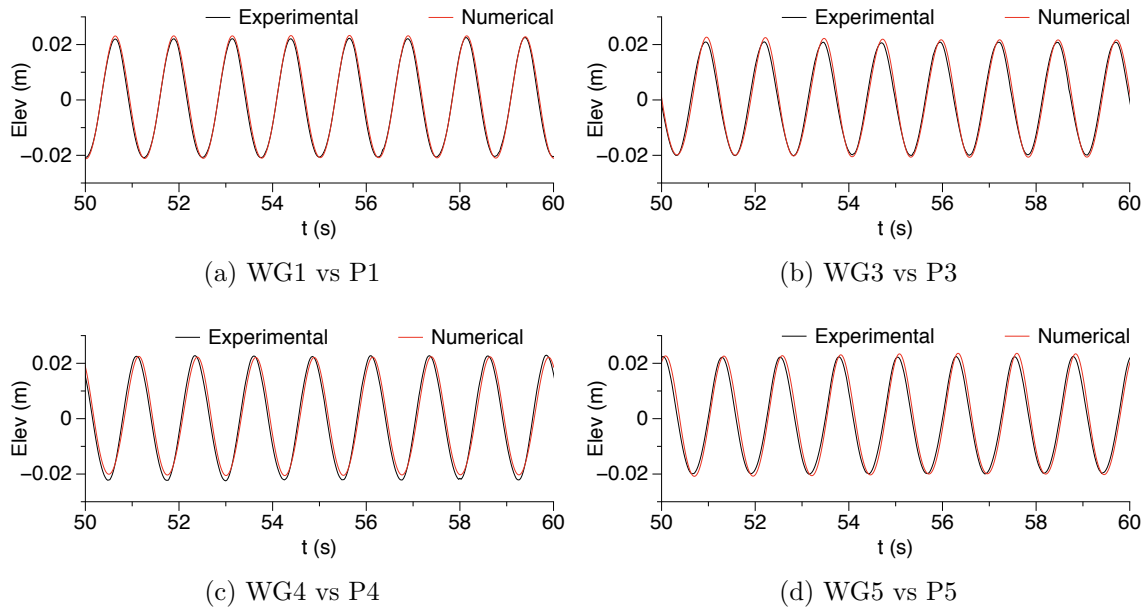 Experimental Numerical
0.02
0
−0.02
Elev (m)
50 52 54 56 58 60
t (s)
(a) WG1 vs P1
Experimental Numerical
0.02
0
−0.02
Elev (m)
50 52 54 56 58 60
t (s)
(b) WG3 vs P3
Experimental Numerical
0.02
0
−0.02
Elev (m)
50 52 54 56 58 60
t (s)
(c) WG4 vs P4
Experimental Numerical
0.02
0
−0.02
Elev (m)
50 52 54 56 58 60
t (s)
(d) WG5 vs P5